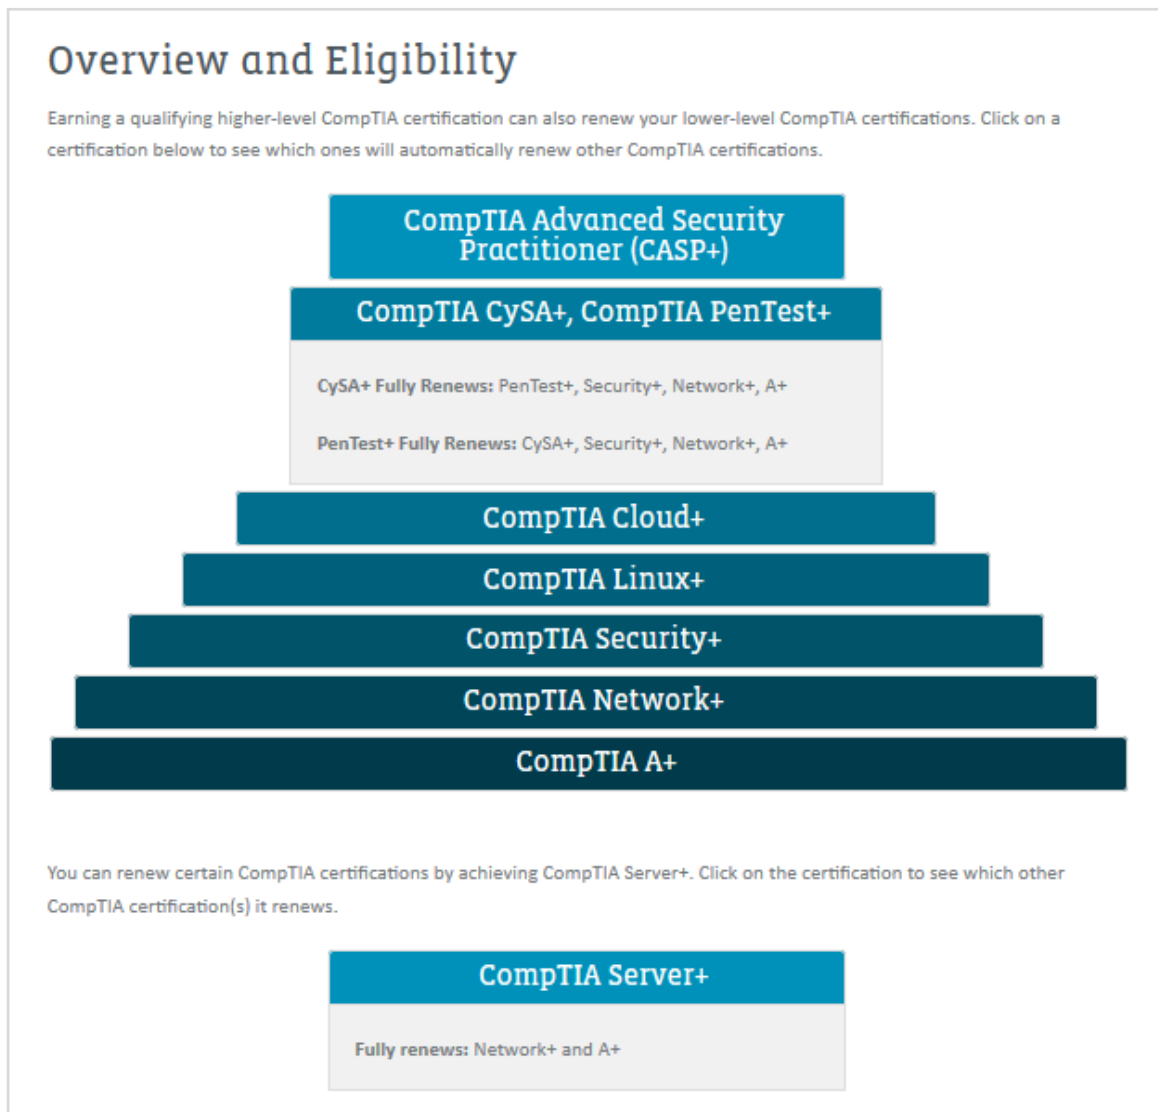 Overview and Eligibility
Earning a qualifying higher-level CompTIA certification can also renew your lower-level CompTIA certifications. Click on a
certification below to see which ones will automatically renew other CompTIA certifications.
CompTIA Advanced Security
Practitioner (CASP+)
CompTIA CySA+, CompTIA PenTest+
CySA+ Fully Renews: PenTest+, Security+, Network+, A+
PenTest+ Fully Renews: CySA+, Security+, Network+, A+
CompTIA Cloud+
CompTIA Linux+
CompTIA Security+
CompTIA Network+
CompTIA A+
You can renew certain CompTIA certifications by achieving CompTIA Server+. Click on the certification to see which other
CompTIA certification(s) it renews.
CompTIA Server+
Fully renews: Network+ and A+